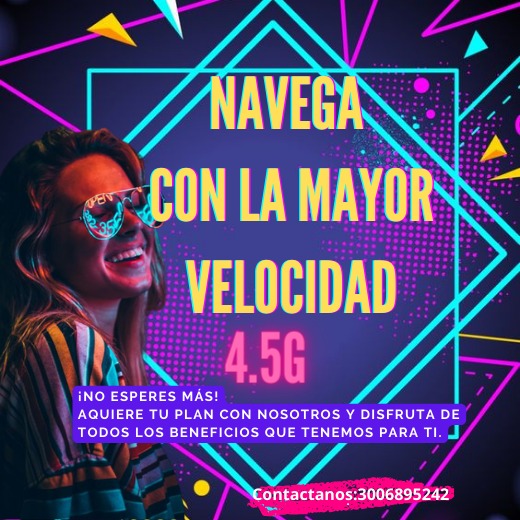 NAVEGA
CON LA MAYOR
VELOCIDAD
4.5G
¡NO ESPERES MÁS!
AQUIERE TU PLAN CON NOSOTROS Y DISFRUTA DE
TODOS LOS BENEFICIOS QUE TENEMOS PARA TI.
Contactanos:3006895242